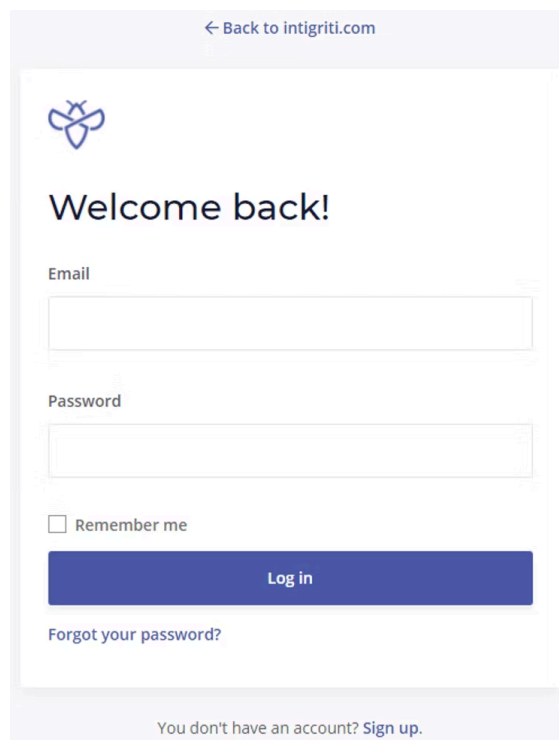 ← Back to intigriti.com
Welcome back!
Email
Password
Remember me
Log in
Forgot your password?
You don't have an account? Sign up.